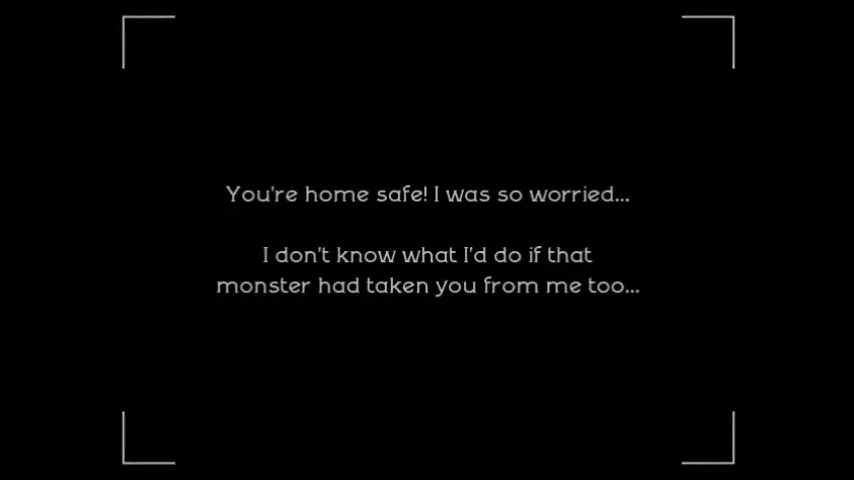 You're home safe! I was so worried...
I don't know what I'd do if that
monster had taken you from me too...